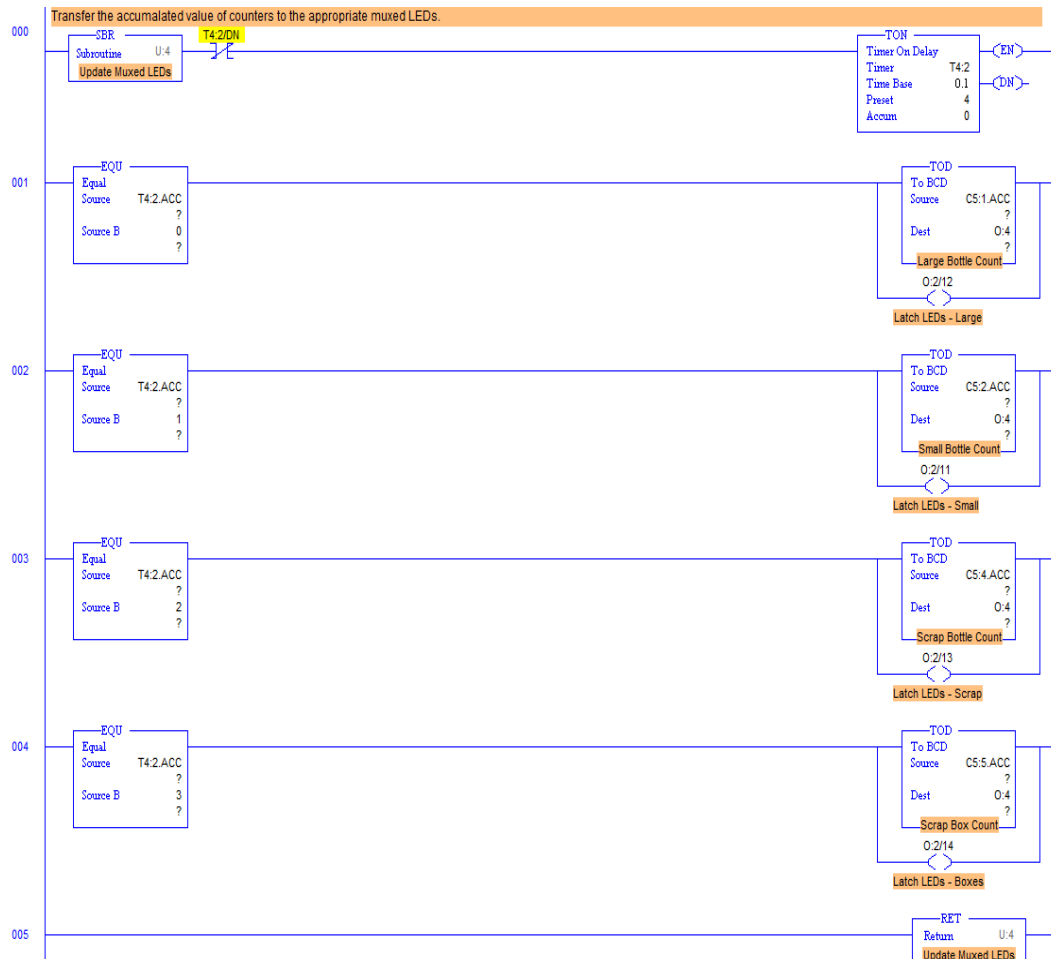 Transfer the accumalated value of counters to the appropriate muxed LEDs.
000
SBR
Subroutine U:4
Update Muxed LEDs
T4:2/DN
TON
Timer On Delay
Timer T4:2
Time Base 0.1
Preset 4
Accum 0
EN
DN
001
EQU
Equal
Source T4:2.ACC
?
Source B 0
?
TOD
To BCD
Source C5:1.ACC
?
Dest O:4
?
Large Bottle Count
O:2/12
Latch LEDs - Large
002
EQU
Equal
Source T4:2.ACC
?
Source B 1
?
TOD
To BCD
Source C5:2.ACC
?
Dest O:4
?
Small Bottle Count
O:2/11
Latch LEDs - Small
003
EQU
Equal
Source T4:2.ACC
?
Source B 2
?
TOD
To BCD
Source C5:4.ACC
?
Dest O:4
?
Scrap Bottle Count
O:2/13
Latch LEDs - Scrap
004
EQU
Equal
Source T4:2.ACC
?
Source B 3
?
TOD
To BCD
Source C5:5.ACC
?
Dest O:4
?
Scrap Box Count
O:2/14
Latch LEDs - Boxes
005
RET
Return U:4
Update Muxed LEDs